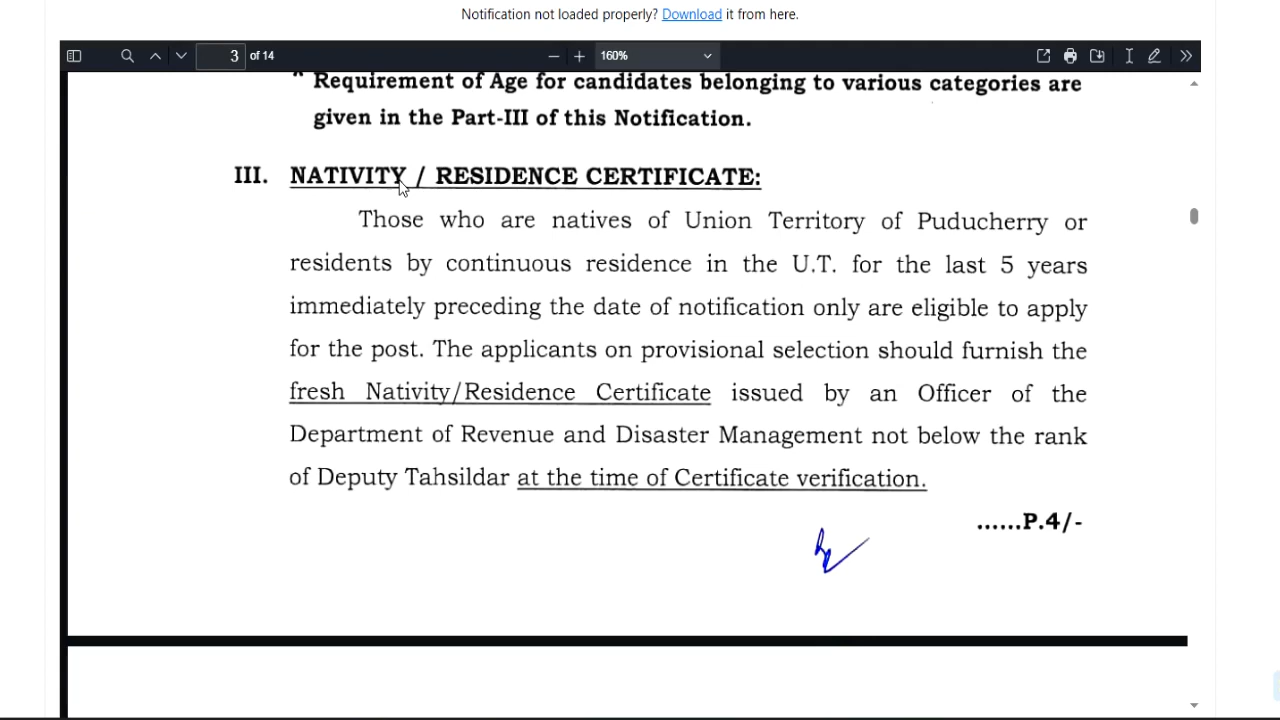 Notification not loaded properly? Download it from here.
3 of 14
160%
Requirement of Age for candidates belonging to various categories are
given in the Part-III of this Notification.
III. NATIVITY / RESIDENCE CERTIFICATE:
Those who are natives of Union Territory of Puducherry or
residents by continuous residence in the U.T. for the last 5 years
immediately preceding the date of notification only are eligible to apply
for the post. The applicants on provisional selection should furnish the
fresh Nativity/Residence Certificate issued by an Officer of the
Department of Revenue and Disaster Management not below the rank
of Deputy Tahsildar at the time of Certificate verification.
......P.4/-